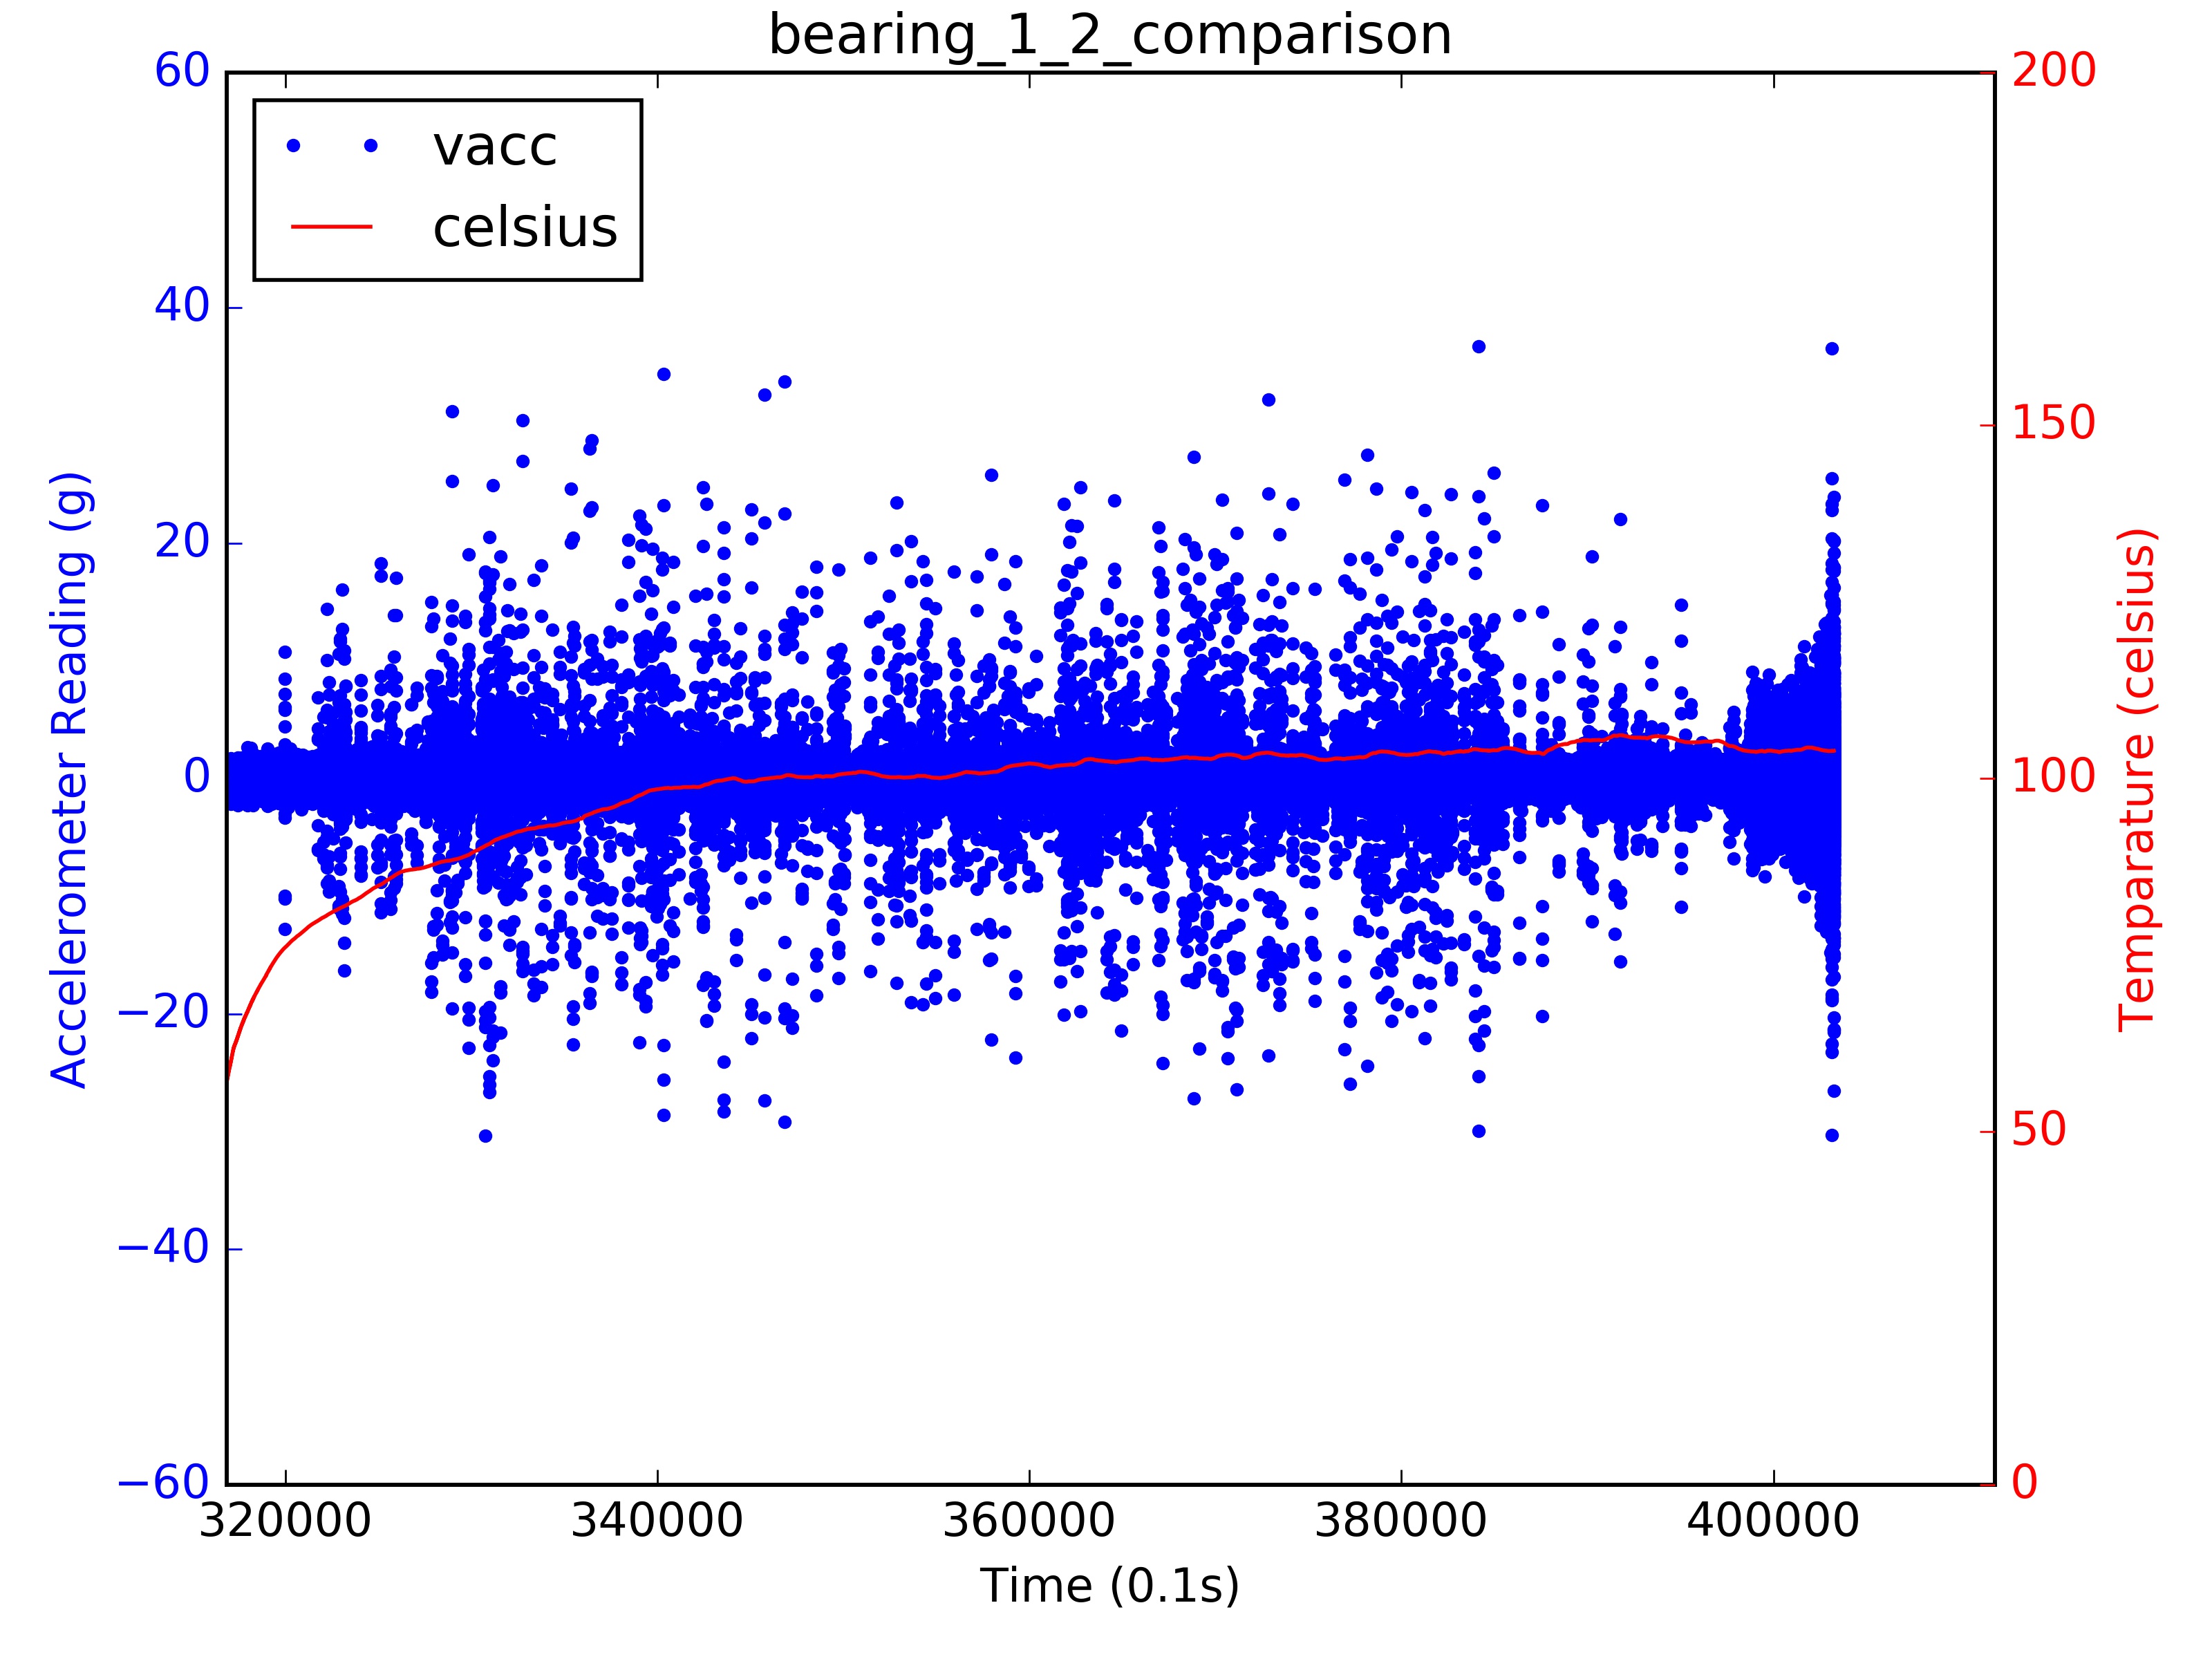 bearing_1_2_comparison
vacc
celsius
60
40
20
0
−20
−40
−60
Accelerometer Reading (g)
200
150
100
50
0
Temparature (celsius)
320000 340000 360000 380000 400000
Time (0.1s)